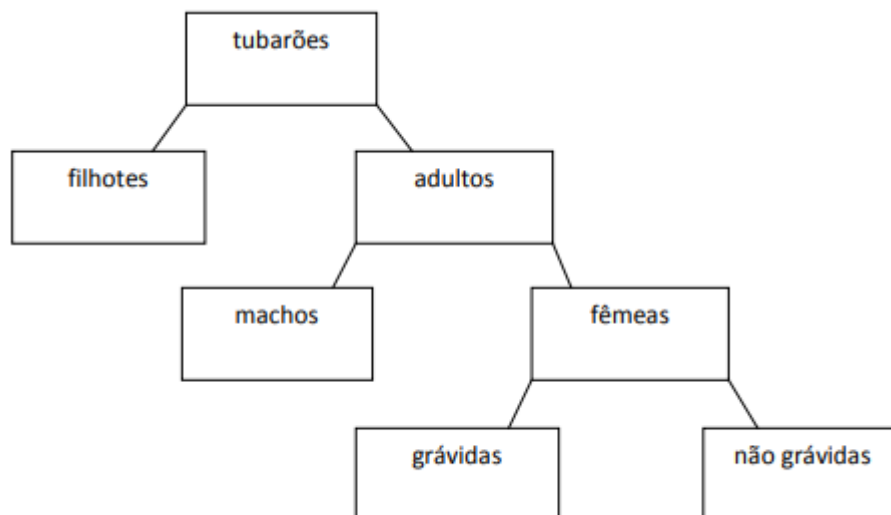 tubarões
filhotes
adultos
machos
fêmeas
grávidas
não grávidas